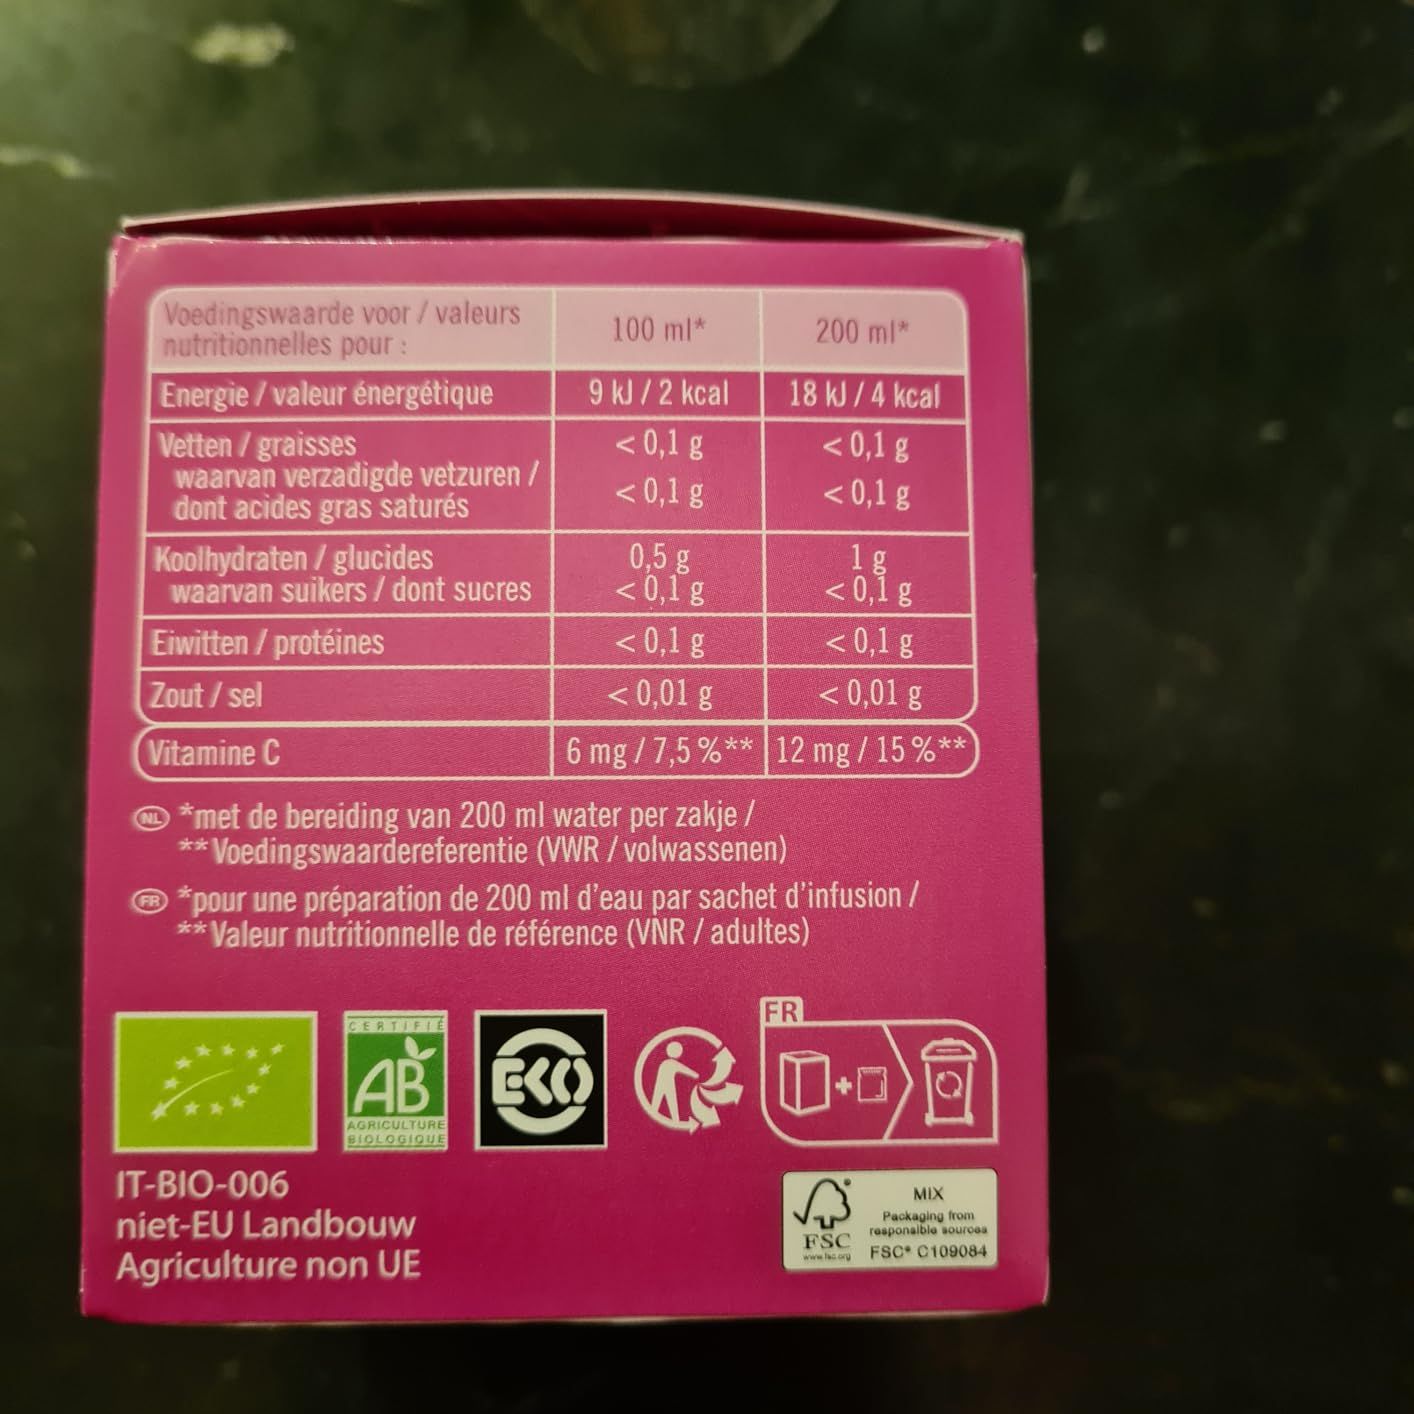 Voedingswaarde voor / valeurs
nutritionnelles pour :
100 ml*
200 ml*
Energie / valeur énergétique
9 kJ / 2 kcal
18 kJ / 4 kcal
Vetten / graisses
< 0,1 g
< 0,1 g
waarvan verzadigde vetzuren /
dont acides gras saturés
< 0,1 g
< 0,1 g
Koolhydraten / glucides
0,5 g
1 g
waarvan suikers / dont sucres
< 0,1 g
< 0,1 g
Eiwitten / protéines
< 0,1 g
< 0,1 g
Zout / sel
< 0,01 g
< 0,01 g
Vitamine C
6 mg / 7,5 %**
12 mg / 15 %**
NL *met de bereiding van 200 ml water per zakje /
** Voedingswaardereferentie (VWR / volwassenen)
FR *pour une préparation de 200 ml d'eau par sachet d'infusion /
** Valeur nutritionnelle de référence (VNR / adultes)
CERTIFIÉ
AB
AGRICULTURE
BIOLOGIQUE
EKO
FR
+
IT-BIO-006
niet-EU Landbouw
Agriculture non UE
FSC
www.fsc.org
MIX
Packaging from
responsible sources
FSC® C109084